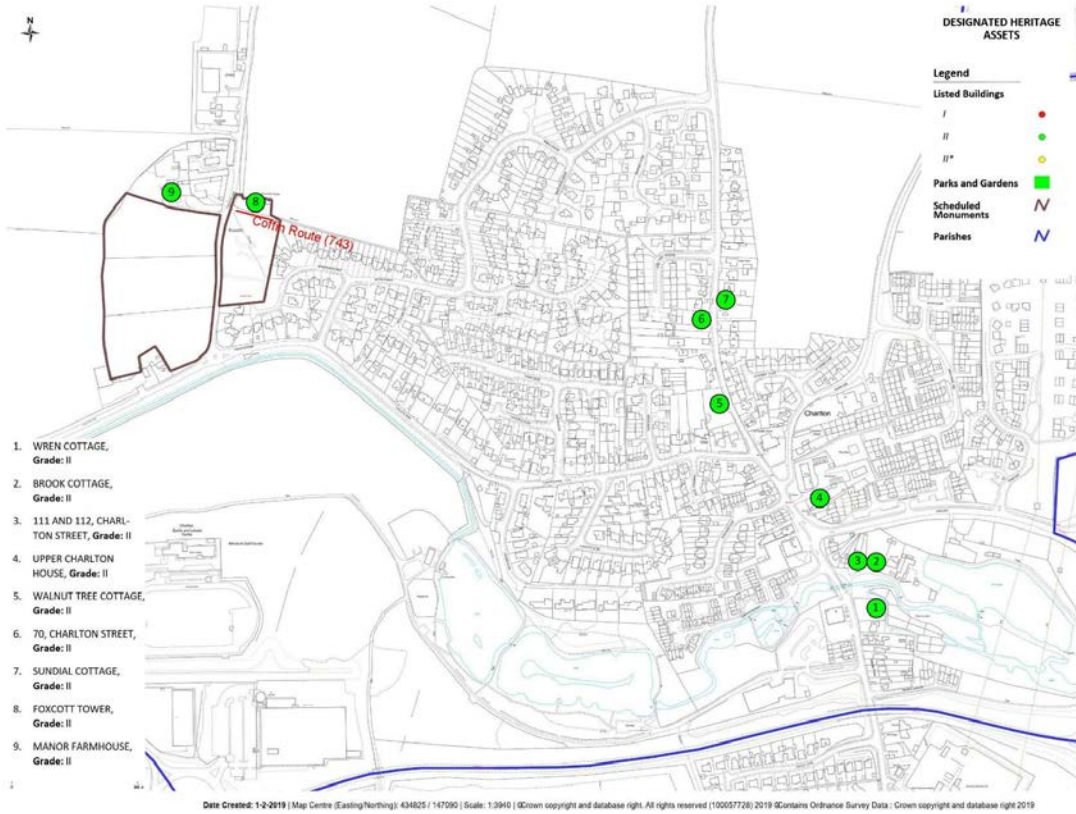 N
DESIGNATED HERITAGE
ASSETS
Legend
Listed Buildings
I
II
II*
Parks and Gardens
Scheduled
Monuments
Parishes
9
8
Coffin Route (743)
7
6
5
Charlton
4
3
2
1
1. WREN COTTAGE,
Grade: II
2. BROOK COTTAGE,
Grade: II
3. 111 AND 112, CHARL-
TON STREET, Grade: II
4. UPPER CHARLTON
HOUSE, Grade: II
5. WALNUT TREE COTTAGE,
Grade: II
6. 70, CHARLTON STREET,
Grade: II
7. SUNDIAL COTTAGE,
Grade: II
8. FOXCOTT TOWER,
Grade: II
9. MANOR FARMHOUSE,
Grade: II
Date Created: 1-2-2019 | Map Centre (Easting/Northing): 434825 / 147090 | Scale: 1:3940 | ©Crown copyright and database right. All rights reserved (100057728) 2019 ©Contains Ordnance Survey Data : Crown copyright and database right 2019